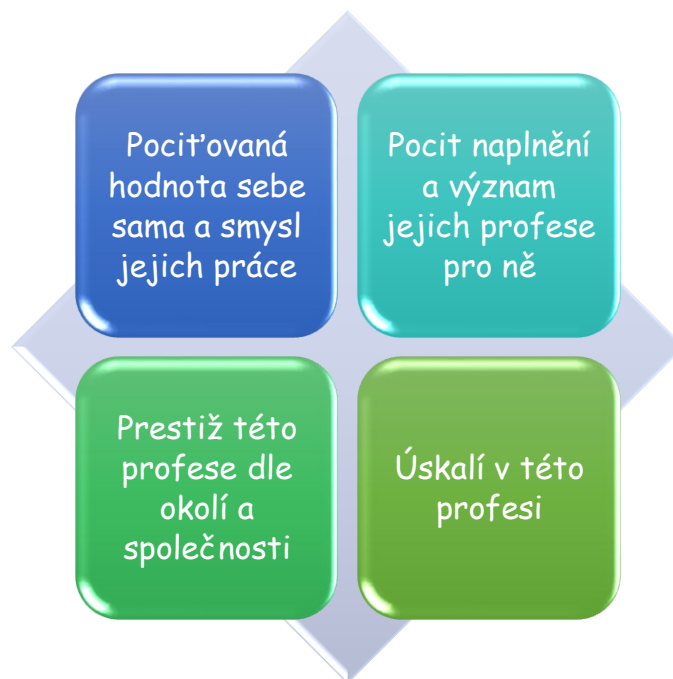 Pociťovaná
hodnota sebe
sama a smysl
jejich práce
Pocit naplnění
a význam
jejich profese
pro ně
Prestiž této
profese dle
okolí a
společnosti
Úskalí v této
profesi